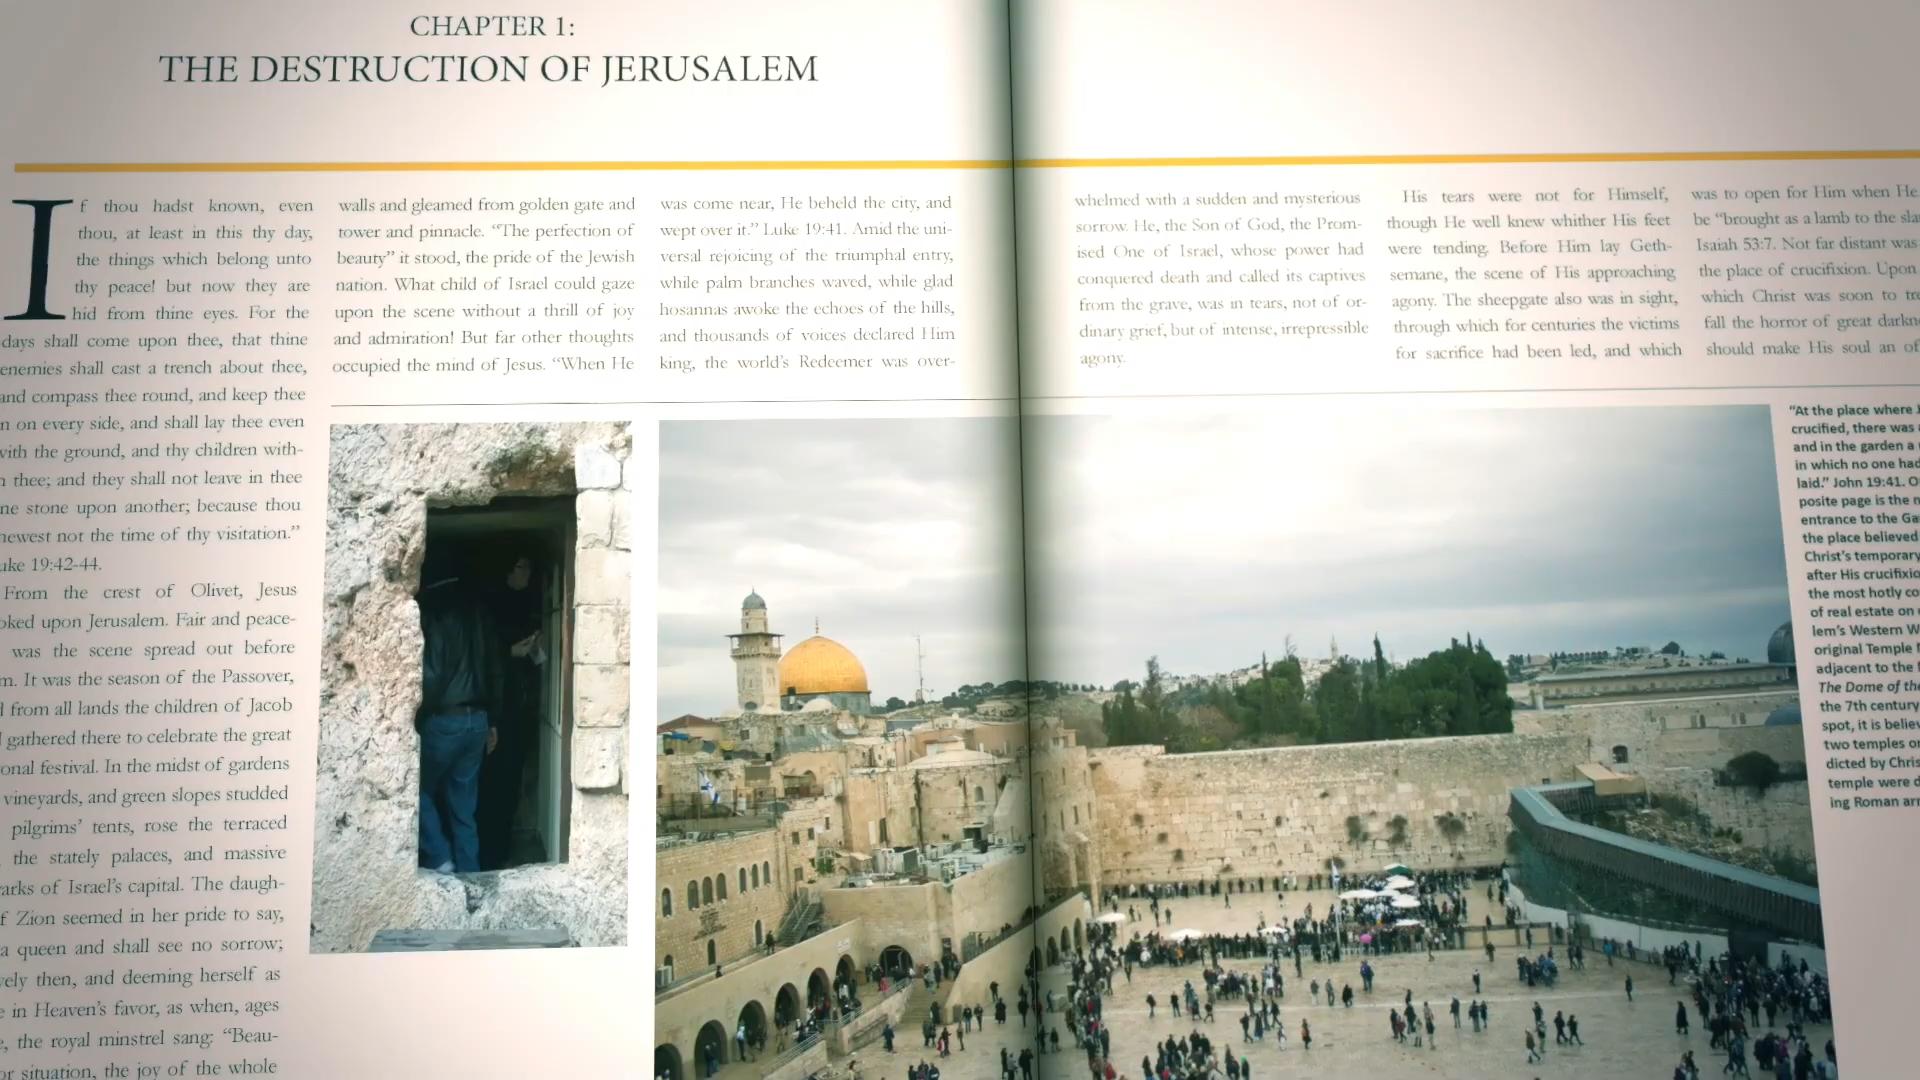 CHAPTER 1:
THE DESTRUCTION OF JERUSALEM
If thou hadst known, even
thou, at least in this thy day,
the things which belong unto
thy peace! but now they are
hid from thine eyes. For the
days shall come upon thee, that thine
enemies shall cast a trench about thee,
and compass thee round, and keep thee
on every side, and shall lay thee even
with the ground, and thy children with-
thee; and they shall not leave in thee
one stone upon another; because thou
knewest not the time of thy visitation.”
Luke 19:42-44.
From the crest of Olivet, Jesus
looked upon Jerusalem. Fair and peace-
was the scene spread out before
It was the season of the Passover,
from all lands the children of Jacob
gathered there to celebrate the great
festival. In the midst of gardens
vineyards, and green slopes studded
pilgrims’ tents, rose the terraced
the stately palaces, and massive
of Israel’s capital. The daugh-
Zion seemed in her pride to say,
a queen and shall see no sorrow;
then, and deeming herself as
in Heaven’s favor, as when, ages
the royal minstrel sang: “Beau-
situation, the joy of the whole
walls and gleamed from golden gate and
tower and pinnacle. “The perfection of
beauty” it stood, the pride of the Jewish
nation. What child of Israel could gaze
upon the scene without a thrill of joy
and admiration! But far other thoughts
occupied the mind of Jesus. “When He
was come near, He beheld the city, and
wept over it.” Luke 19:41. Amid the uni-
versal rejoicing of the triumphal entry,
while palm branches waved, while glad
hosannas awoke the echoes of the hills,
and thousands of voices declared Him
king, the world’s Redeemer was over-
whelmed with a sudden and mysterious
sorrow. He, the Son of God, the Prom-
ised One of Israel, whose power had
conquered death and called its captives
from the grave, was in tears, not of or-
dinary grief, but of intense, irrepressible
agony.
His tears were not for Himself,
though He well knew whither His feet
were tending. Before Him lay Geth-
semane, the scene of His approaching
agony. The sheepgate also was in sight,
through which for centuries the victims
for sacrifice had been led, and which
was to open for Him when He
be “brought as a lamb to the
Isaiah 53:7. Not far distant was
the place of crucifixion. Upon
which Christ was soon to
fall the horror of great
should make His soul an
“At the place where
crucified, there was
and in the garden a
in which no one had
laid.” John 19:41.
posite page is the
entrance to the
the place believed
Christ’s temporary
after His
the most hotly
of real estate on
lem’s Western
original Temple
adjacent to the
The Dome of the
the 7th century
spot, it is
two temples
dicted by
temple were
ing Roman